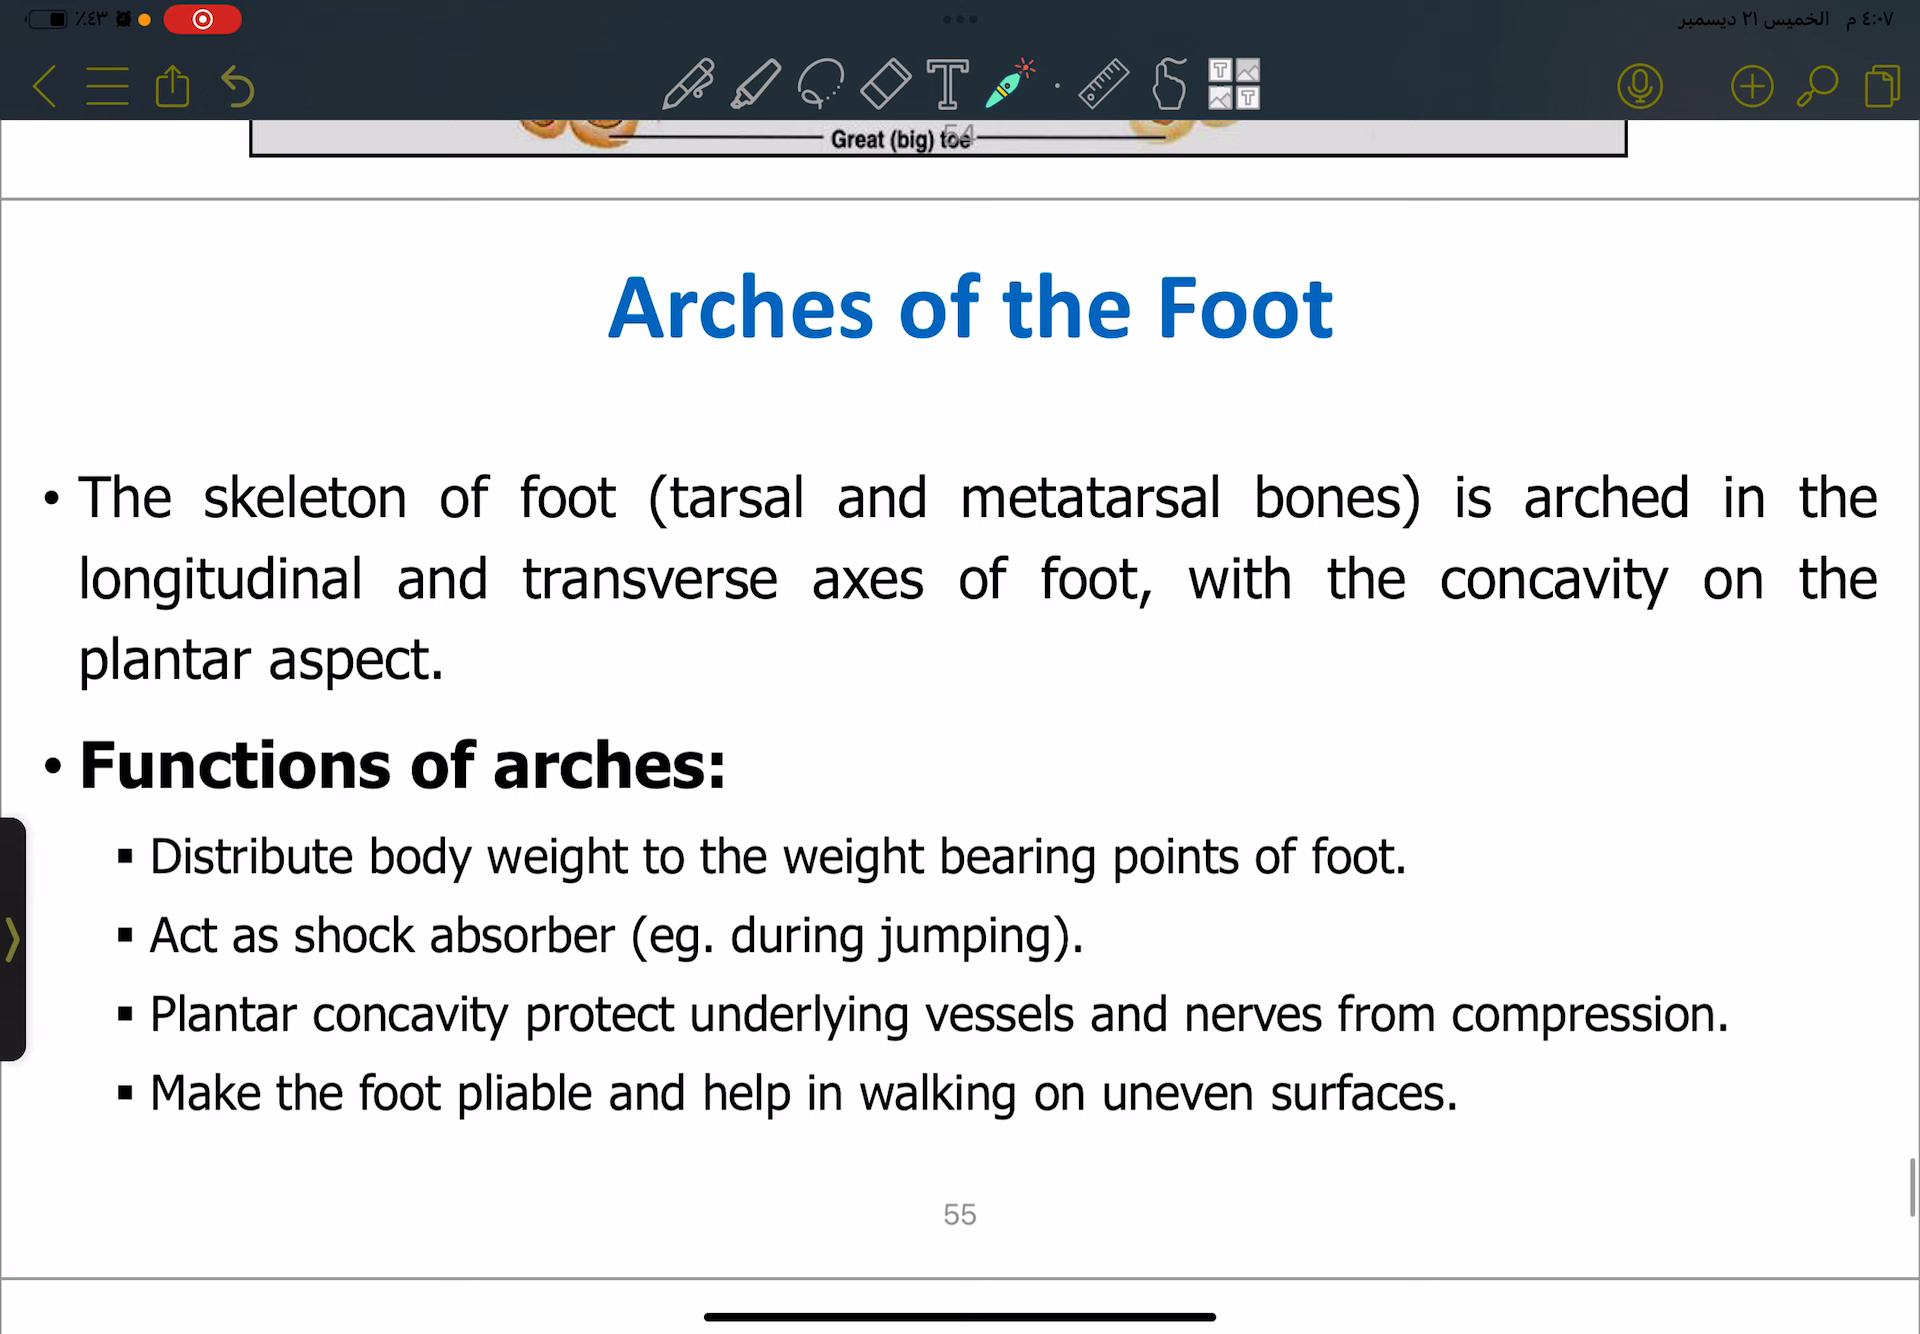 ٪٤٣
٤:٠٧ م الخميس ٢١ ديسمبر
Great (big) toe
54
Arches of the Foot
• The skeleton of foot (tarsal and metatarsal bones) is arched in the
longitudinal and transverse axes of foot, with the concavity on the
plantar aspect.
• Functions of arches:
▪ Distribute body weight to the weight bearing points of foot.
▪ Act as shock absorber (eg. during jumping).
▪ Plantar concavity protect underlying vessels and nerves from compression.
▪ Make the foot pliable and help in walking on uneven surfaces.
55